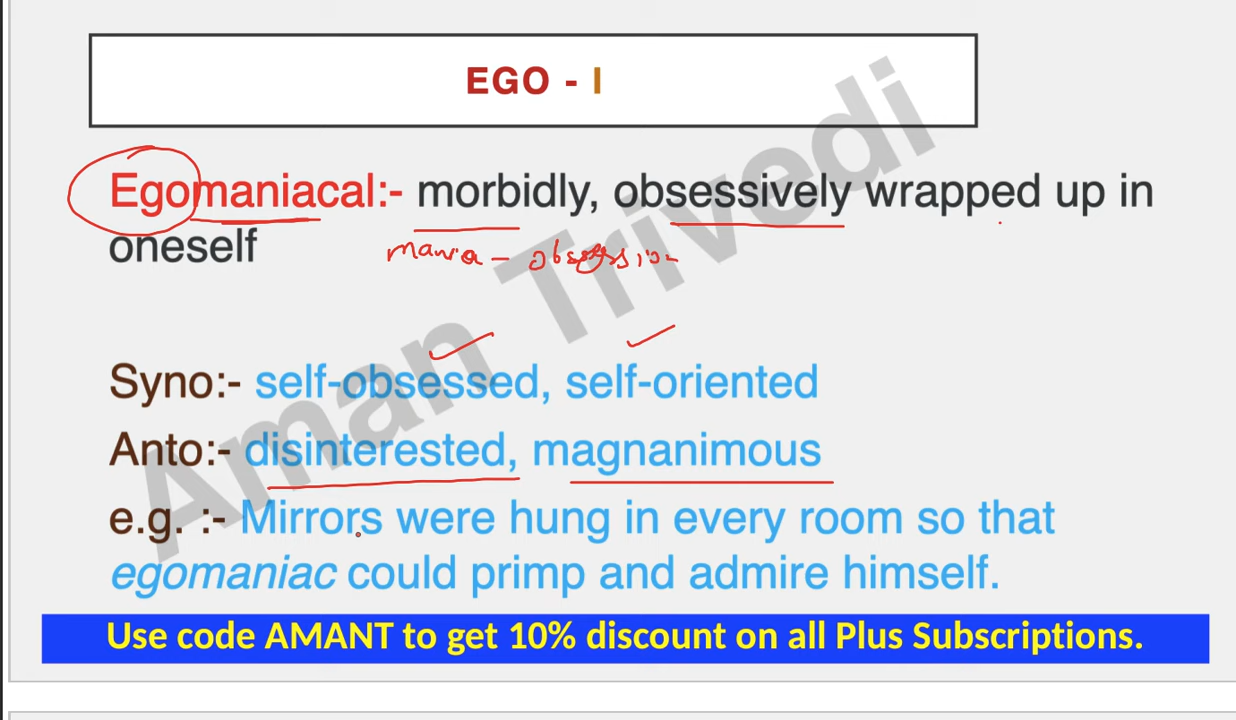 EGO - I
Egomaniacal:- morbidly, obsessively wrapped up in
oneself
mania - obsession
Syno:- self-obsessed, self-oriented
Anto:- disinterested, magnanimous
e.g. :- Mirrors were hung in every room so that
egomaniac could primp and admire himself.
Use code AMANT to get 10% discount on all Plus Subscriptions.
Aman Trivedi